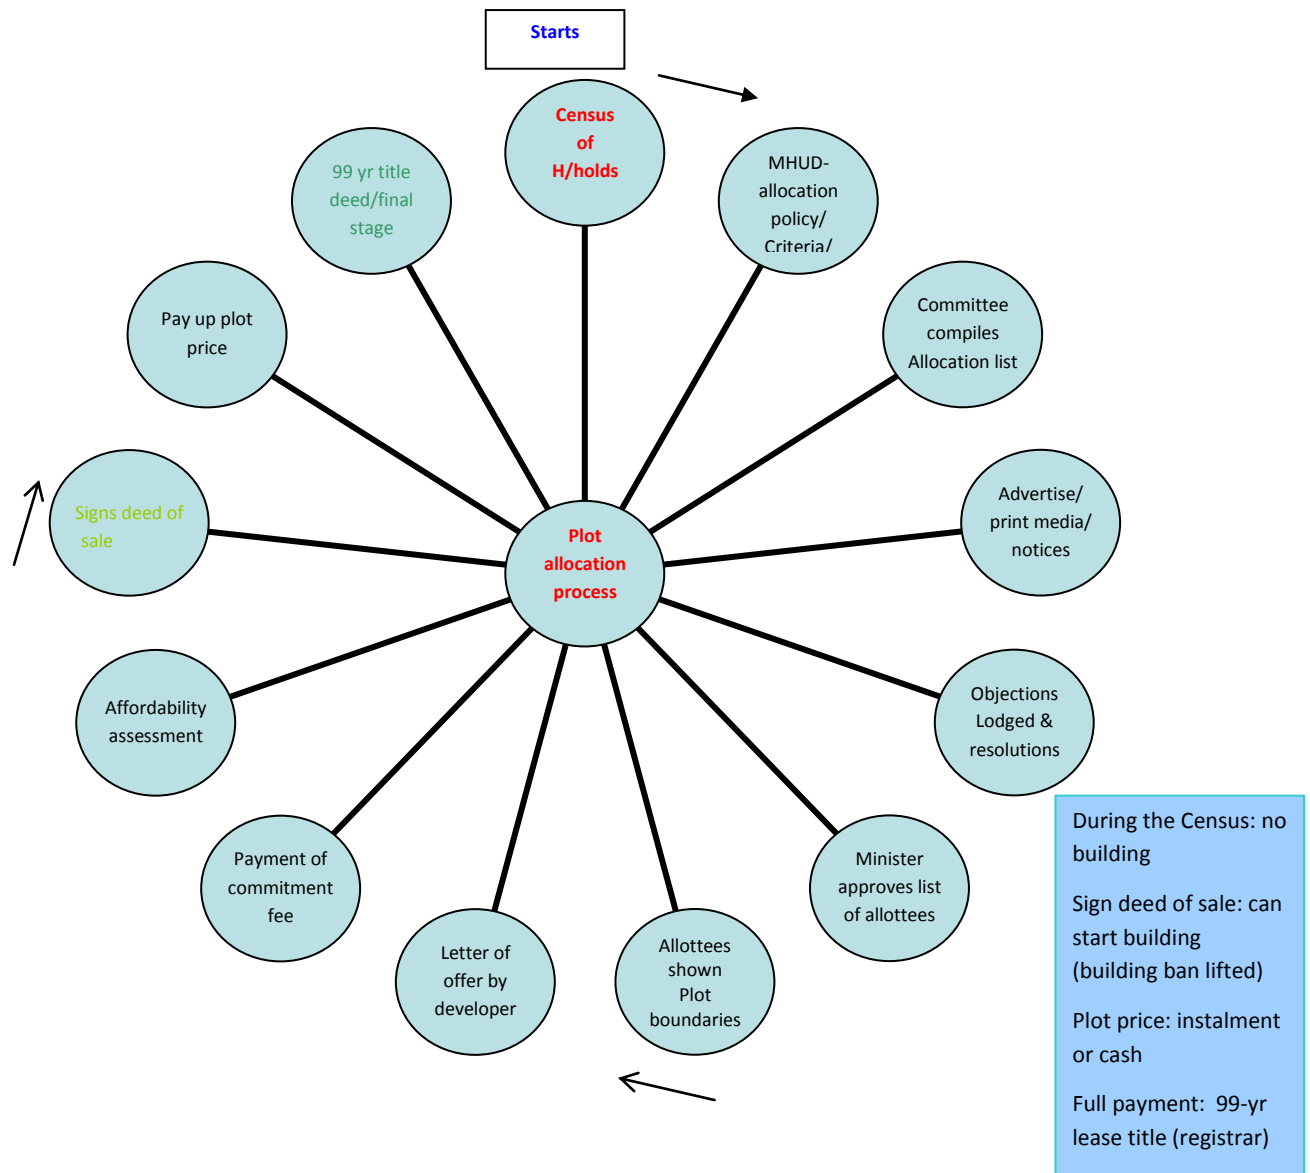 Starts
Census
of
H/holds
MHUD-
allocation
policy/
Criteria/
Committee
compiles
Allocation list
Advertise/
print media/
notices
Objections
Lodged &
resolutions
Minister
approves list
of allottees
Allottees
shown
Plot
boundaries
Letter of
offer by
developer
Payment of
commitment
fee
Affordability
assessment
Signs deed of
sale
Pay up plot
price
99 yr title
deed/final
stage
Plot
allocation
process
During the Census: no
building
Sign deed of sale: can
start building
(building ban lifted)
Plot price: instalment
or cash
Full payment: 99-yr
lease title (registrar)